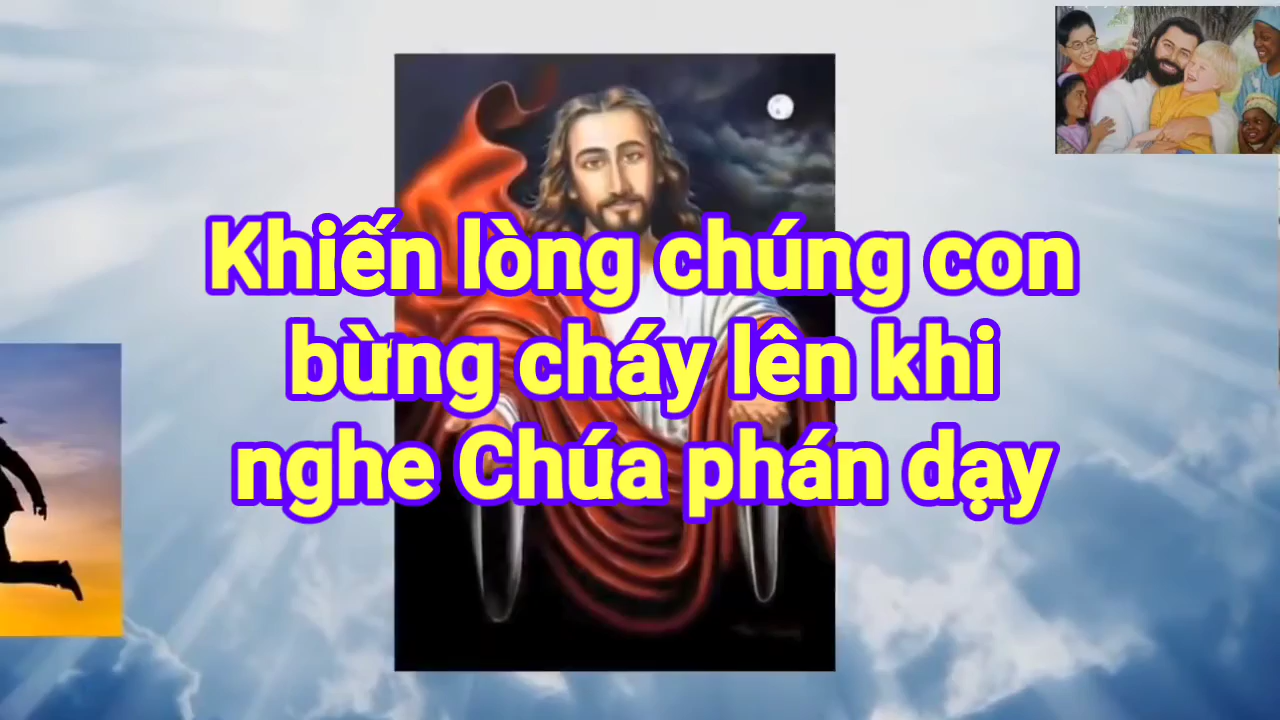 Khiến lòng chúng con
bừng cháy lên khi
nghe Chúa phán dạy